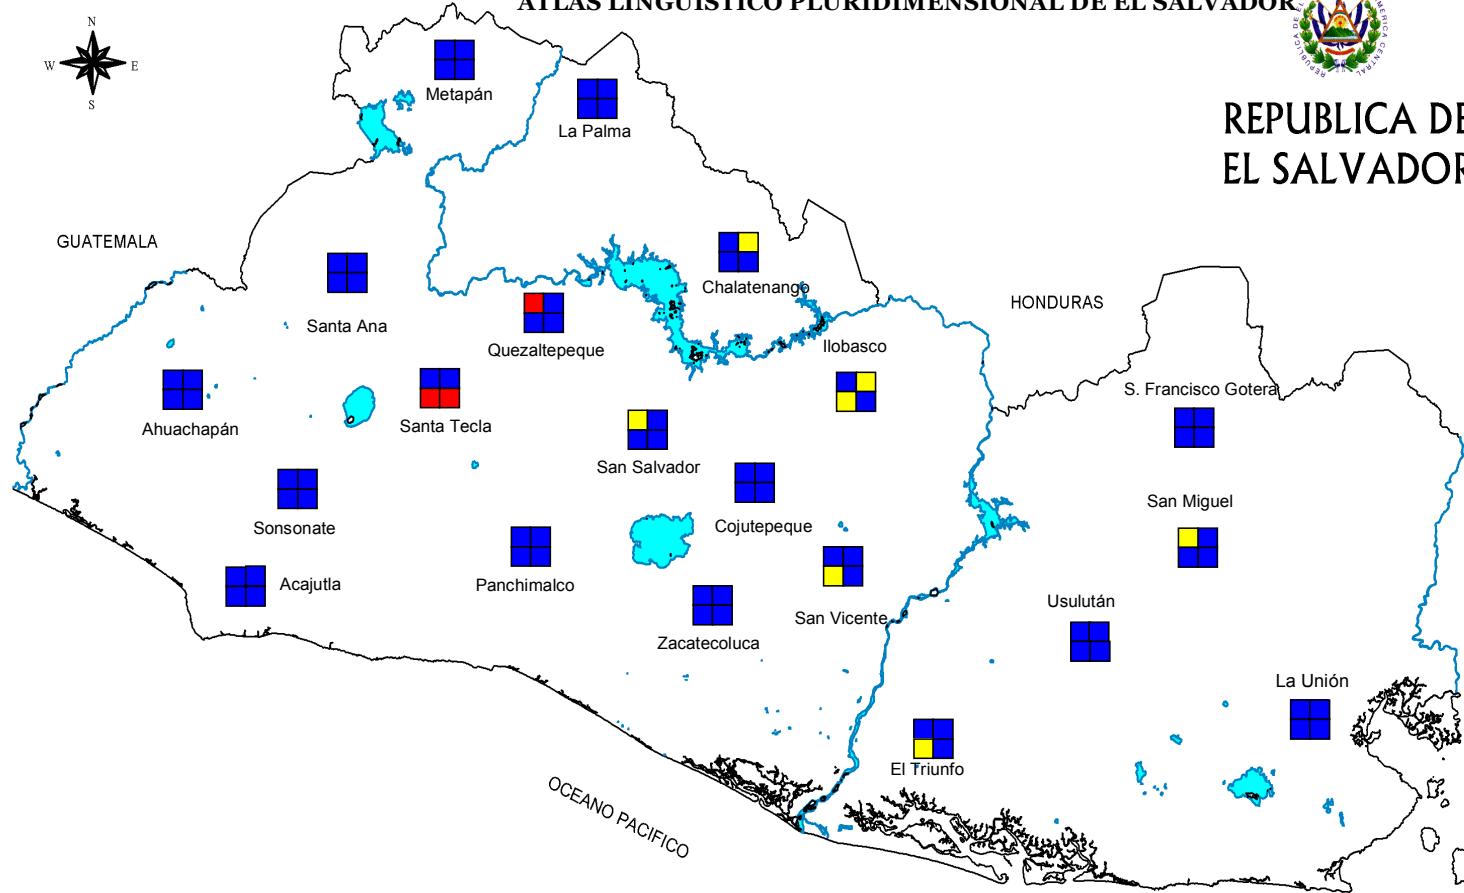 ATLAS LINGUISTICO PLURIDIMENSIONAL DE EL SALVADOR
N
W
E
S
REPUBLICA DE
EL SALVADOR
Metapán
La Palma
GUATEMALA
Chalatenango
HONDURAS
Santa Ana
Quezaltepeque
Ilobasco
S. Francisco Gotera
Ahuachapán
Santa Tecla
San Salvador
San Miguel
Sonsonate
Cojutepeque
Acajutla
Panchimalco
Usulután
San Vicente
Zacatecoluca
La Unión
El Triunfo
OCEANO PACIFICO